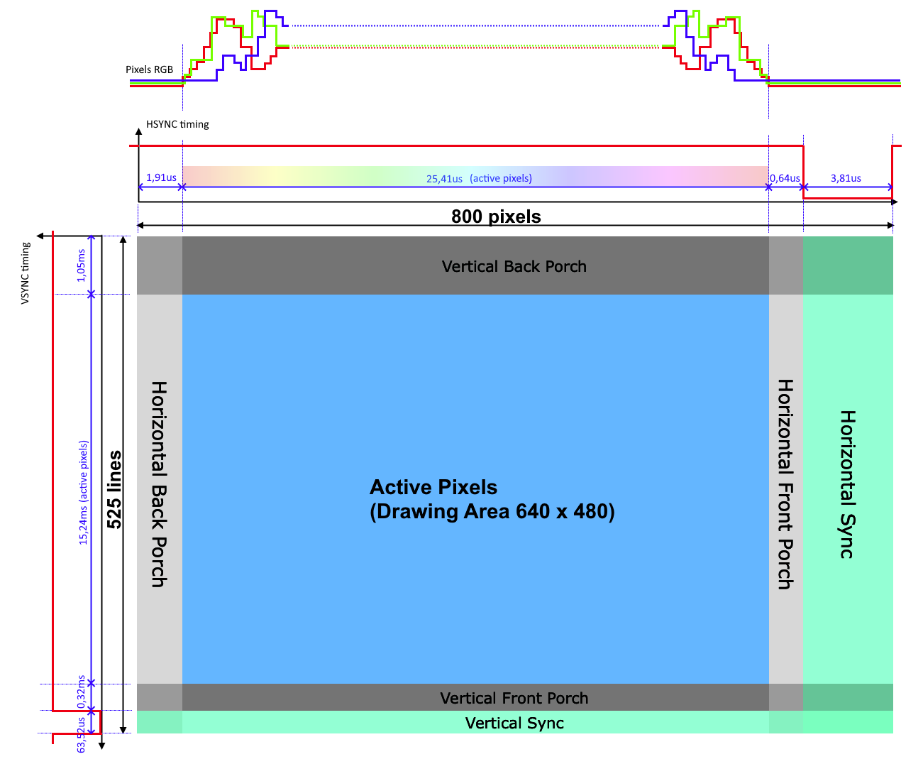 Pixels RGB
HSYNC timing
1,91us
25,41us (active pixels)
0,64us
3,81us
800 pixels
VSYNC timing
1,05ms
Vertical Back Porch
15,24ms (active pixels)
525 lines
Horizontal Back Porch
Active Pixels
(Drawing Area 640 x 480)
Horizontal Front Porch
Horizontal Sync
0,32ms
Vertical Front Porch
63,52us
Vertical Sync